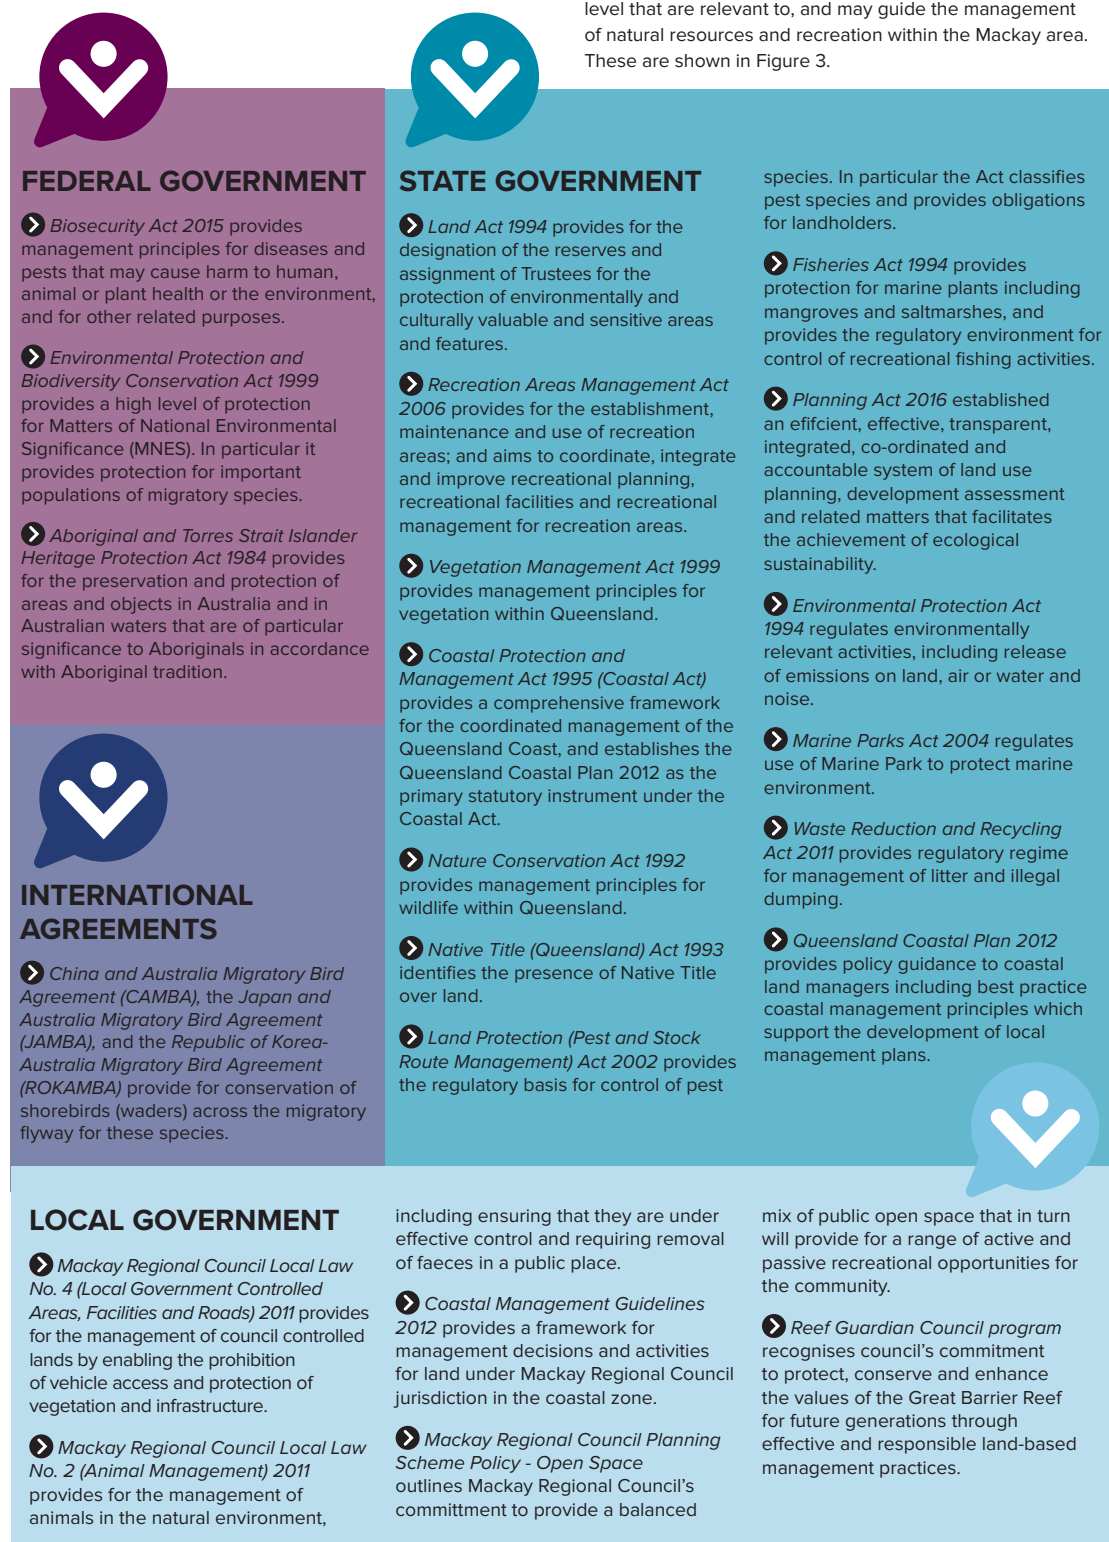 level that are relevant to, and may guide the management
of natural resources and recreation within the Mackay area.
These are shown in Figure 3.
FEDERAL GOVERNMENT
Biosecurity Act 2015 provides
management principles for diseases and
pests that may cause harm to human,
animal or plant health or the environment,
and for other related purposes.
Environmental Protection and
Biodiversity Conservation Act 1999
provides a high level of protection
for Matters of National Environmental
Significance (MNES). In particular it
provides protection for important
populations of migratory species.
Aboriginal and Torres Strait Islander
Heritage Protection Act 1984 provides
for the preservation and protection of
areas and objects in Australia and in
Australian waters that are of particular
significance to Aboriginals in accordance
with Aboriginal tradition.
INTERNATIONAL
AGREEMENTS
China and Australia Migratory Bird
Agreement (CAMBA), the Japan and
Australia Migratory Bird Agreement
(JAMBA), and the Republic of Korea-
Australia Migratory Bird Agreement
(ROKAMBA) provide for conservation of
shorebirds (waders) across the migratory
flyway for these species.
STATE GOVERNMENT
Land Act 1994 provides for the
designation of the reserves and
assignment of Trustees for the
protection of environmentally and
culturally valuable and sensitive areas
and features.
Recreation Areas Management Act
2006 provides for the establishment,
maintenance and use of recreation
areas; and aims to coordinate, integrate
and improve recreational planning,
recreational facilities and recreational
management for recreation areas.
Vegetation Management Act 1999
provides management principles for
vegetation within Queensland.
Coastal Protection and
Management Act 1995 (Coastal Act)
provides a comprehensive framework
for the coordinated management of the
Queensland Coast, and establishes the
Queensland Coastal Plan 2012 as the
primary statutory instrument under the
Coastal Act.
Nature Conservation Act 1992
provides management principles for
wildlife within Queensland.
Native Title (Queensland) Act 1993
identifies the presence of Native Title
over land.
Land Protection (Pest and Stock
Route Management) Act 2002 provides
the regulatory basis for control of pest
species. In particular the Act classifies
pest species and provides obligations
for landholders.
Fisheries Act 1994 provides
protection for marine plants including
mangroves and saltmarshes, and
provides the regulatory environment for
control of recreational fishing activities.
Planning Act 2016 established
an efifcient, effective, transparent,
integrated, co-ordinated and
accountable system of land use
planning, development assessment
and related matters that facilitates
the achievement of ecological
sustainability.
Environmental Protection Act
1994 regulates environmentally
relevant activities, including release
of emissions on land, air or water and
noise.
Marine Parks Act 2004 regulates
use of Marine Park to protect marine
environment.
Waste Reduction and Recycling
Act 2011 provides regulatory regime
for management of litter and illegal
dumping.
Queensland Coastal Plan 2012
provides policy guidance to coastal
land managers including best practice
coastal management principles which
support the development of local
management plans.
LOCAL GOVERNMENT
Mackay Regional Council Local Law
No. 4 (Local Government Controlled
Areas, Facilities and Roads) 2011 provides
for the management of council controlled
lands by enabling the prohibition
of vehicle access and protection of
vegetation and infrastructure.
Mackay Regional Council Local Law
No. 2 (Animal Management) 2011
provides for the management of
animals in the natural environment,
including ensuring that they are under
effective control and requiring removal
of faeces in a public place.
Coastal Management Guidelines
2012 provides a framework for
management decisions and activities
for land under Mackay Regional Council
jurisdiction in the coastal zone.
Mackay Regional Council Planning
Scheme Policy - Open Space
outlines Mackay Regional Council’s
committment to provide a balanced
mix of public open space that in turn
will provide for a range of active and
passive recreational opportunities for
the community.
Reef Guardian Council program
recognises council’s commitment
to protect, conserve and enhance
the values of the Great Barrier Reef
for future generations through
effective and responsible land-based
management practices.